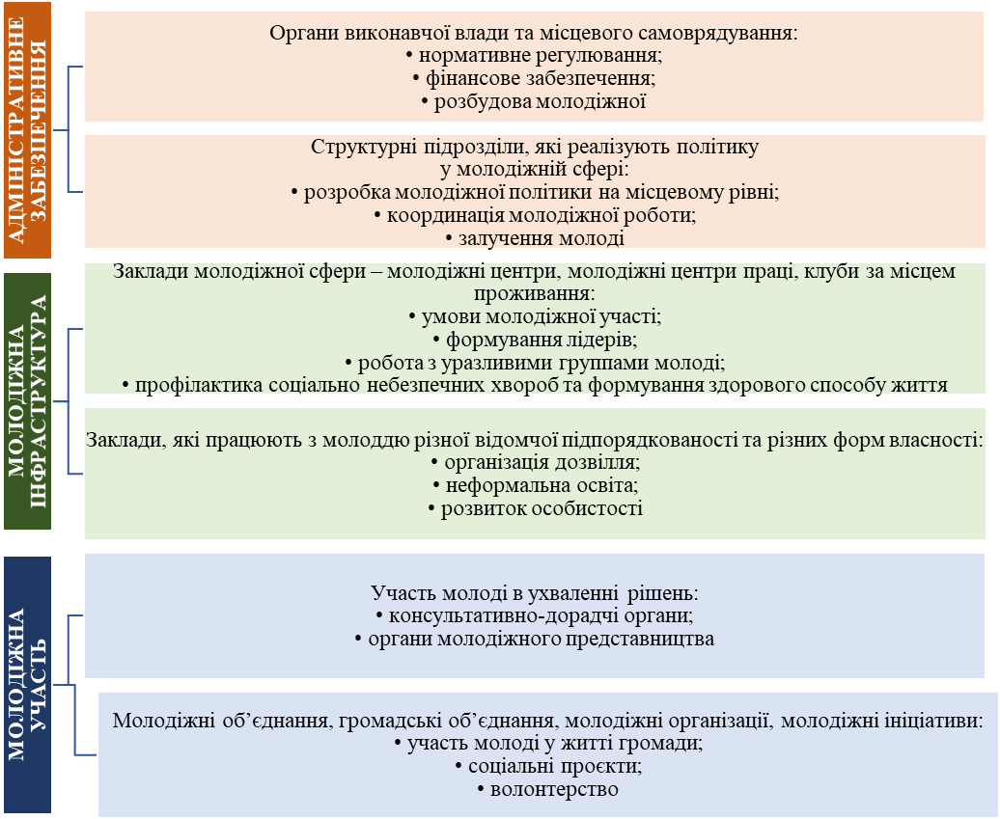 АДМІНІСТРАТИВНЕ
ЗАБЕЗПЕЧЕННЯ
Органи виконавчої влади та місцевого самоврядування:
• нормативне регулювання;
• фінансове забезпечення;
• розбудова молодіжної
Структурні підрозділи, які реалізують політику
у молодіжній сфері:
• розробка молодіжної політики на місцевому рівні;
• координація молодіжної роботи;
• залучення молоді
МОЛОДІЖНА
ІНФРАСТРУКТУРА
Заклади молодіжної сфери – молодіжні центри, молодіжні центри праці, клуби за місцем
проживання:
• умови молодіжної участі;
• формування лідерів;
• робота з уразливими группами молоді;
• профілактика соціально небезпечних хвороб та формування здорового способу життя
Заклади, які працюють з молоддю різної відомчої підпорядкованості та різних форм власності:
• організація дозвілля;
• неформальна освіта;
• розвиток особистості
МОЛОДІЖНА
УЧАСТЬ
Участь молоді в ухваленні рішень:
• консультативно-дорадчі органи;
• органи молодіжного представництва
Молодіжні об’єднання, громадські об’єднання, молодіжні організації, молодіжні ініціативи:
• участь молоді у житті громади;
• соціальні проєкти;
• волонтерство